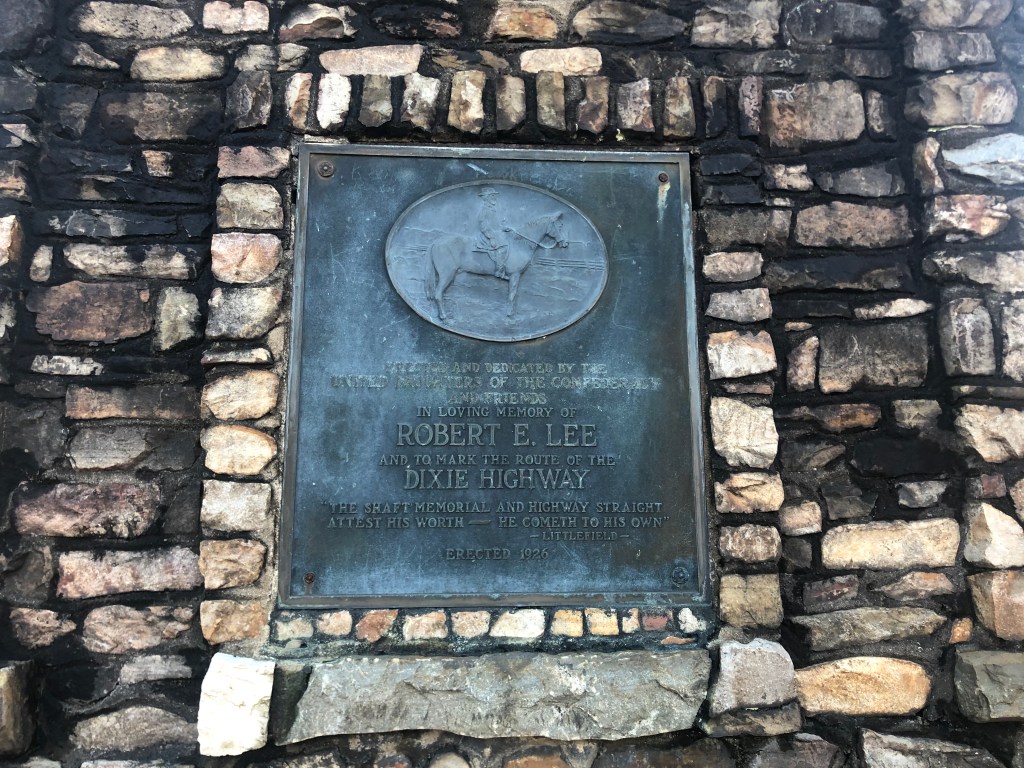 ERECTED AND DEDICATED BY THE
UNITED DAUGHTERS OF THE CONFEDERACY
AND FRIENDS
IN LOVING MEMORY OF
ROBERT E. LEE
AND TO MARK THE ROUTE OF THE
DIXIE HIGHWAY
"THE SHAFT MEMORIAL AND HIGHWAY STRAIGHT
ATTEST HIS WORTH — HE COMETH TO HIS OWN"
– LITTLEFIELD –
ERECTED 1926